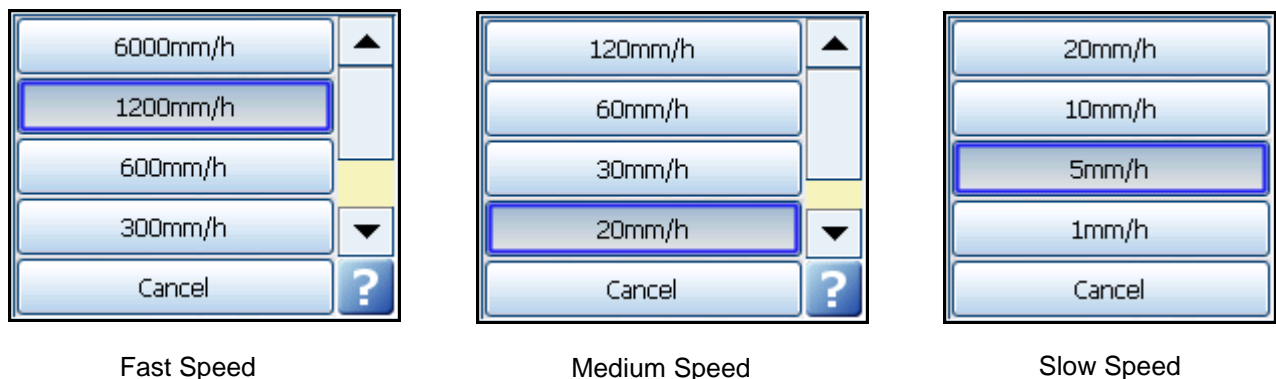 6000mm/h
1200mm/h
600mm/h
300mm/h
Cancel
?
Fast Speed
120mm/h
60mm/h
30mm/h
20mm/h
Cancel
?
Medium Speed
20mm/h
10mm/h
5mm/h
1mm/h
Cancel
Slow Speed